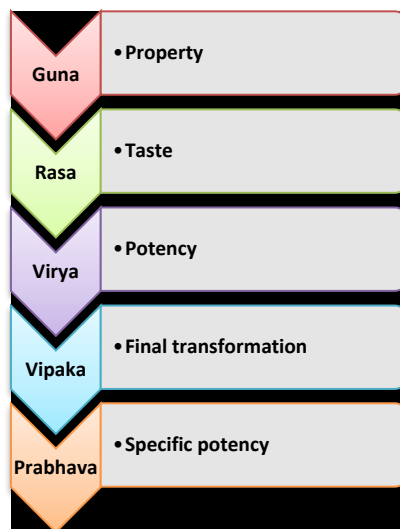 Guna
• Property
Rasa
• Taste
Virya
• Potency
Vipaka
• Final transformation
Prabhava
• Specific potency